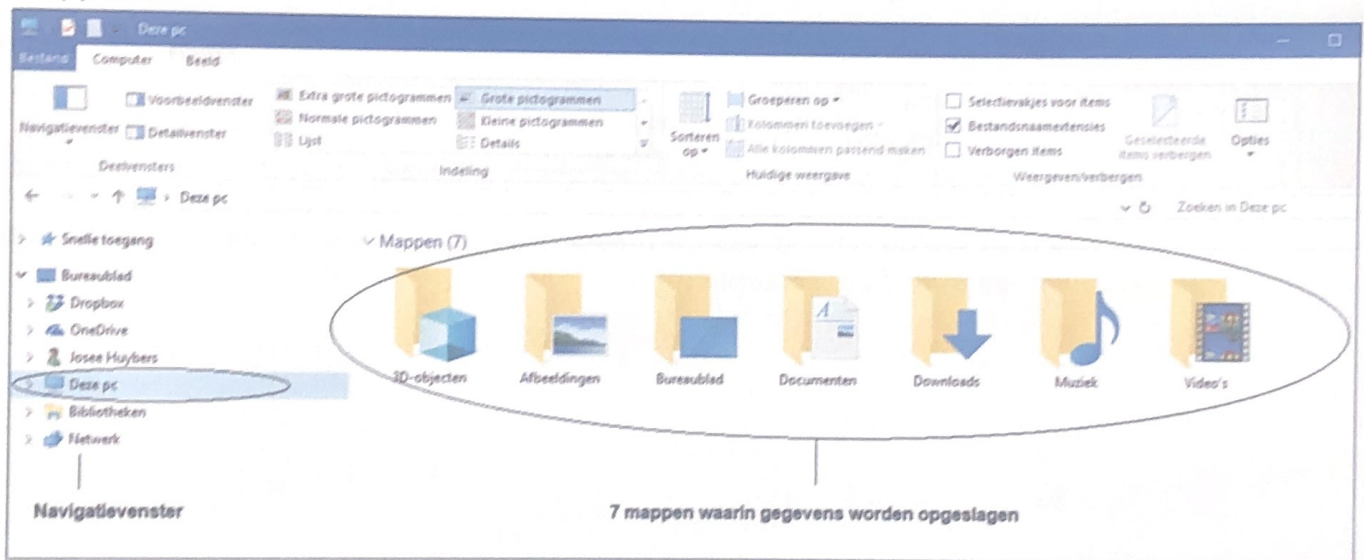 Deze pc
Bestand Computer Beeld
Navigatievenster
Voorbeeldvenster
Detailvenster
Deelvensters
Extra grote pictogrammen Grote pictogrammen
Normale pictogrammen Kleine pictogrammen
Lijst Details
Indeling
Sorteren op
Groeperen op
Kolommen toevoegen
Alle kolommen passend maken
Huidige weergave
Selectievakjes voor items
Bestandsnaamextensies
Verborgen items
Geselecteerde items verbergen
Opties
Weergeven/verbergen
Deze pc
Zoeken in Deze pc
Snelle toegang
Bureaublad
Dropbox
OneDrive
Josee Huybers
Deze pc
Bibliotheken
Netwerk
Mappen (7)
3D-objecten Afbeeldingen Bureaublad Documenten Downloads Muziek Video's
Navigatievenster
7 mappen waarin gegevens worden opgeslagen